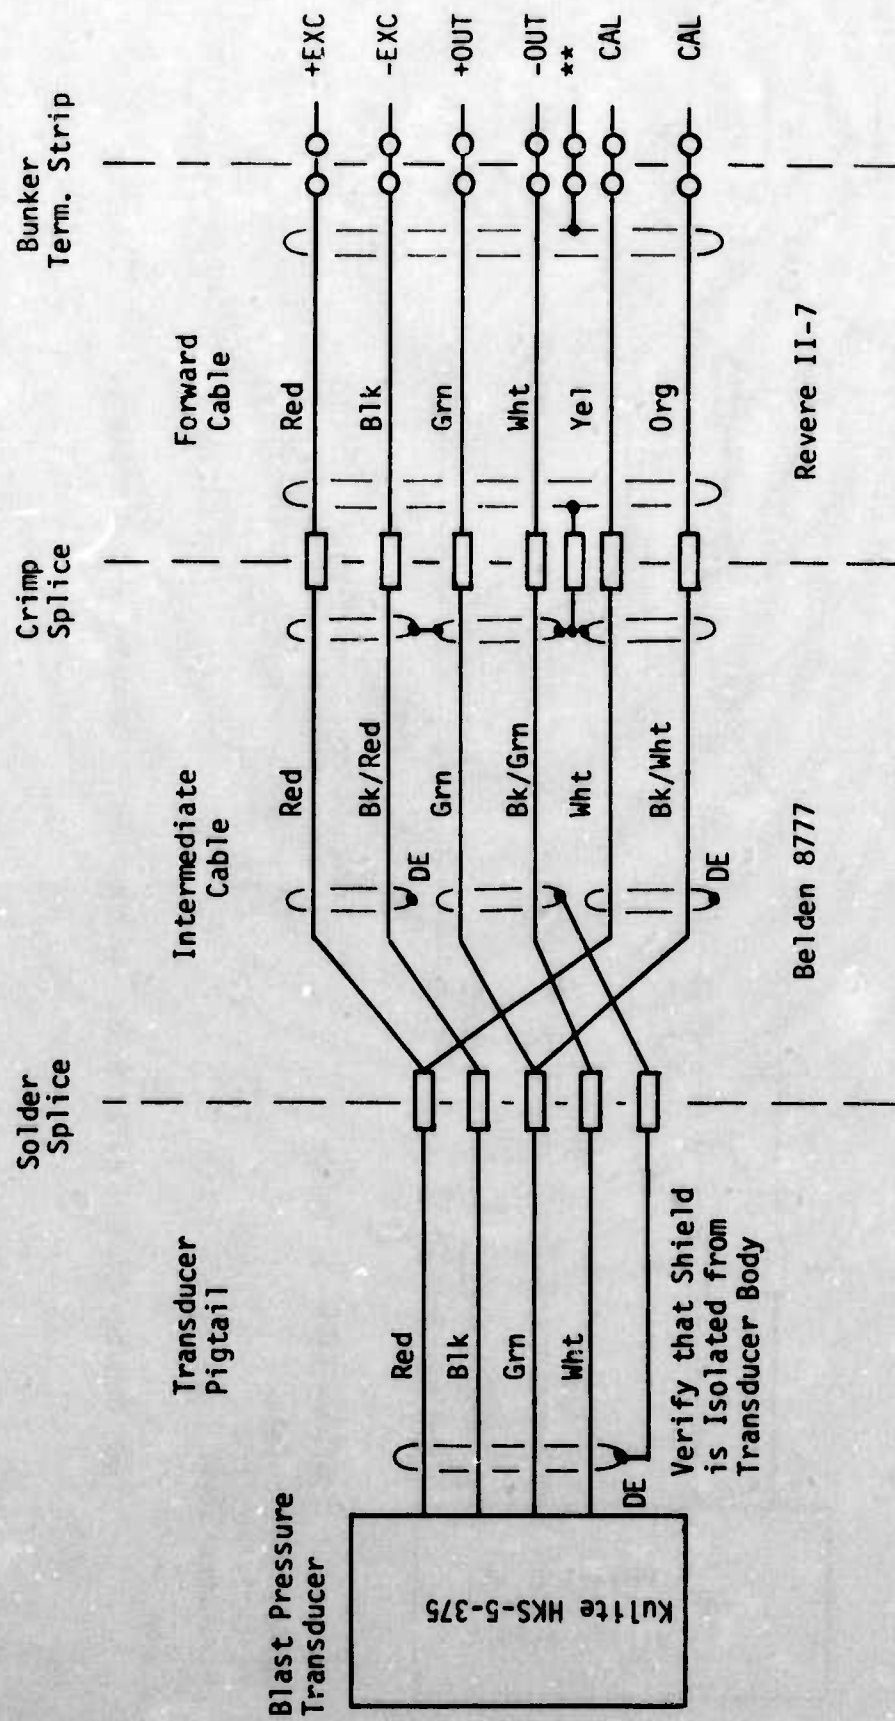 Blast Pressure
Transducer
Kulite HKS-5-375
Transducer
Pigtail
Red
Blk
Grn
Wht
DE
Verify that Shield
is Isolated from
Transducer Body
Solder
Splice
Intermediate
Cable
Red
Bk/Red
DE
Grn
Bk/Grn
Wht
Bk/Wht
DE
Belden 8777
Crimp
Splice
Forward
Cable
Red
Blk
Grn
Wht
Yel
Org
Revere II-7
Bunker
Term. Strip
+EXC
-EXC
+OUT
-OUT
**
CAL
CAL